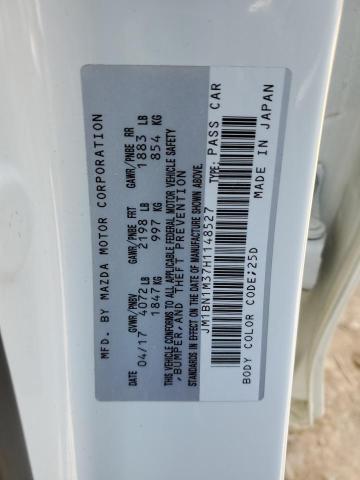 MFD. BY MAZDA MOTOR CORPORATION
DATE GVWR/PNBV GAWR/PNBE FRT GAWR/PNBE RR
04/17 4072 LB 2198 LB 1883 LB
1847 KG 997 KG 854 KG
THIS VEHICLE CONFORMS TO ALL APPLICABLE FEDERAL MOTOR VEHICLE SAFETY
, BUMPER, AND THEFT PREVENTION
STANDARDS IN EFFECT ON THE DATE OF MANUFACTURE SHOWN ABOVE.
JM1BN1M37H1148527 TYPE: PASS CAR
BODY COLOR CODE:25D MADE IN JAPAN